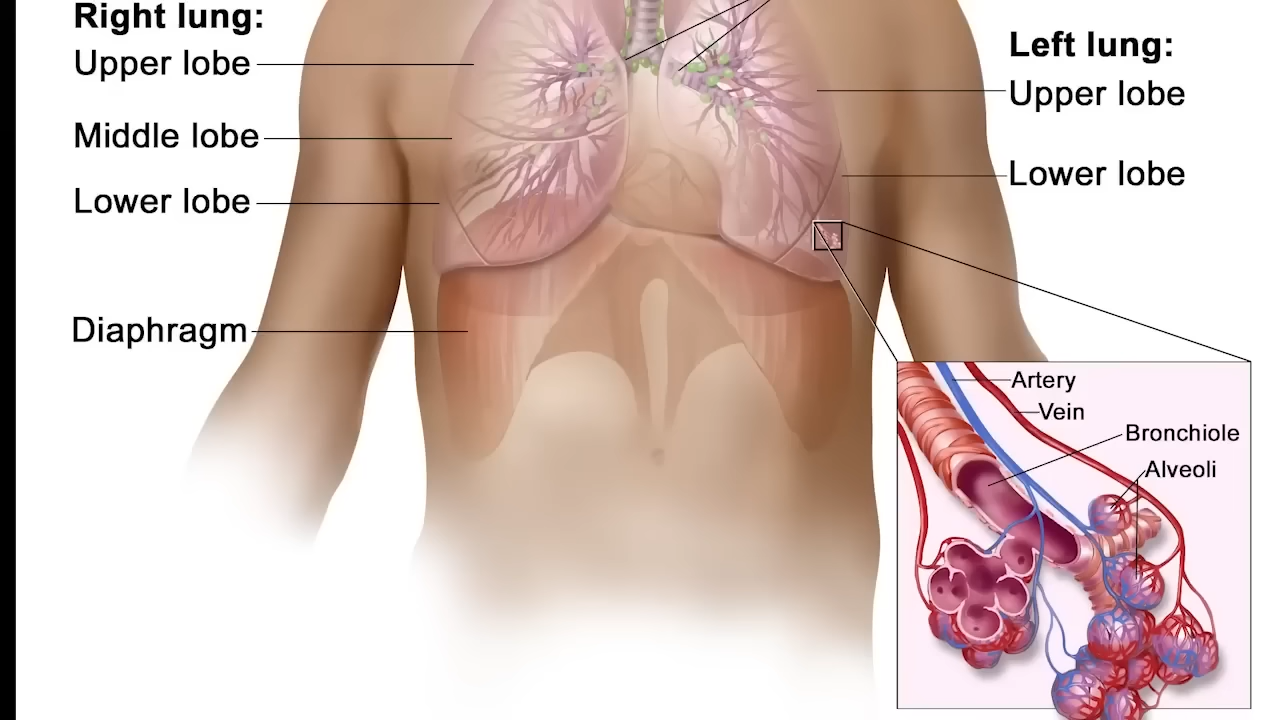 Right lung:
Upper lobe
Middle lobe
Lower lobe
Diaphragm
Left lung:
Upper lobe
Lower lobe
Artery
Vein
Bronchiole
Alveoli